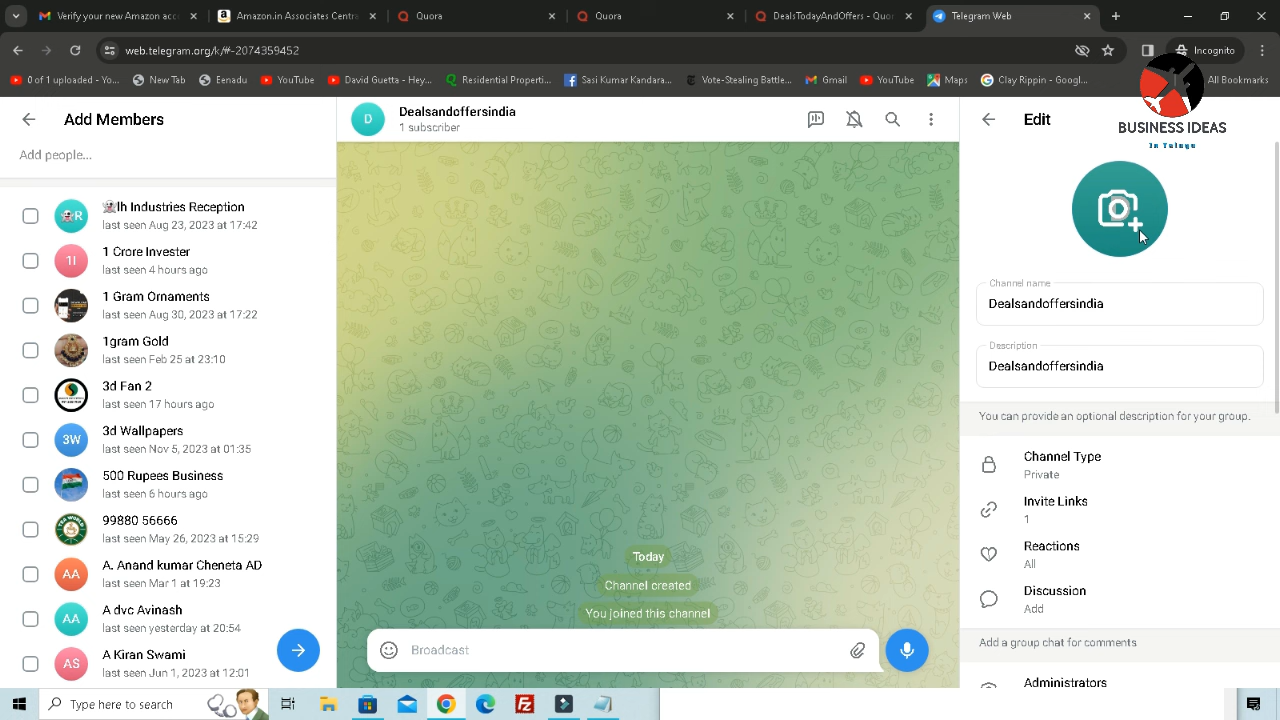 Verify your new Amazon acc
Amazon.in Associates Centra
Quora
Quora
DealsTodayAndOffers - Quor
Telegram Web
web.telegram.org/k/#-2074359452
Incognito
0 of 1 uploaded - Yo...
New Tab
Eenadu
YouTube
David Guetta - Hey...
Residential Properti...
Sasi Kumar Kandara...
Vote-Stealing Battle...
Gmail
YouTube
Maps
Clay Rippin - Googl...
All Bookmarks
BUSINESS IDEAS
In Telugu
Add Members
Add people...
R
lh Industries Reception
last seen Aug 23, 2023 at 17:42
1I
1 Crore Invester
last seen 4 hours ago
1 Gram Ornaments
last seen Aug 30, 2023 at 17:22
1gram Gold
last seen Feb 25 at 23:10
3d Fan 2
last seen 17 hours ago
3W
3d Wallpapers
last seen Nov 5, 2023 at 01:35
500 Rupees Business
last seen 6 hours ago
99880 56666
last seen May 26, 2023 at 15:29
AA
A. Anand kumar Cheneta AD
last seen Mar 1 at 19:23
AA
A dvc Avinash
last seen yesterday at 20:54
AS
A Kiran Swami
last seen Jun 1, 2023 at 12:01
D
Dealsandoffersindia
1 subscriber
Today
Channel created
You joined this channel
Broadcast
Edit
Channel name
Dealsandoffersindia
Description
Dealsandoffersindia
You can provide an optional description for your group.
Channel Type
Private
Invite Links
1
Reactions
All
Discussion
Add
Add a group chat for comments
Administrators
Type here to search